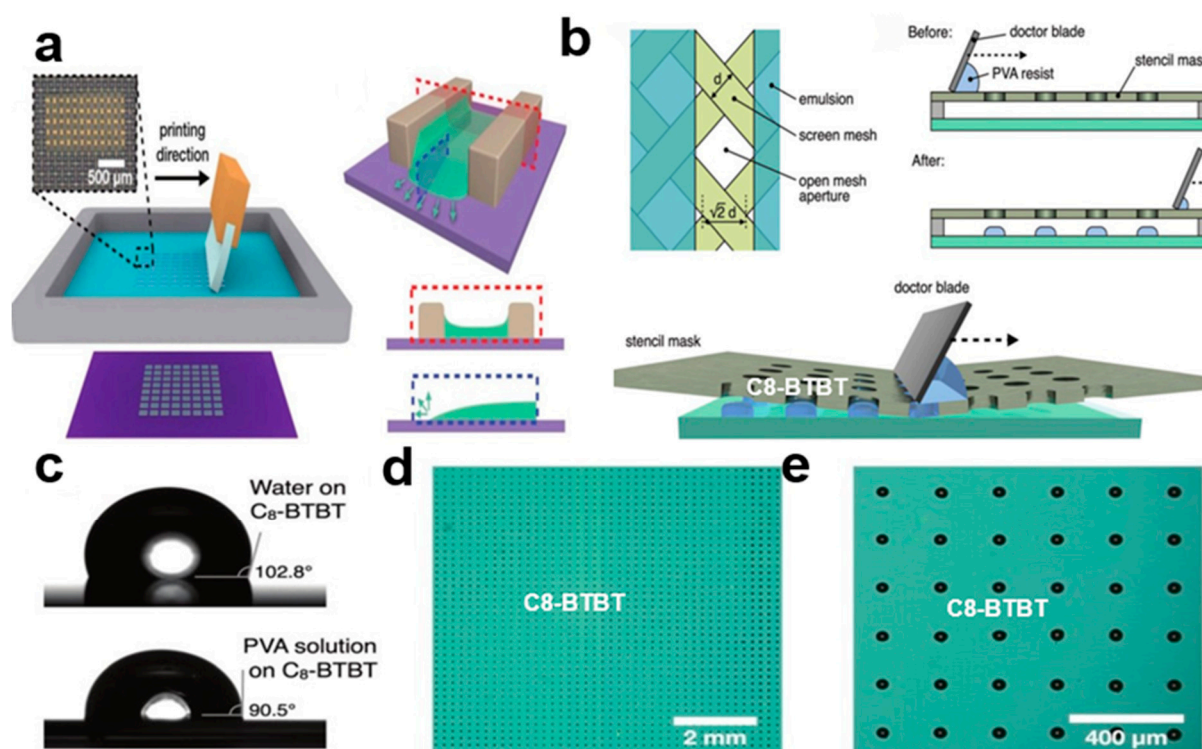 a
500 µm
printing
direction
b
d
√2 d
emulsion
screen mesh
open mesh
aperture
Before:
doctor blade
PVA resist
stencil mask
After:
doctor blade
stencil mask
C8-BTBT
c
Water on
C₈-BTBT
102.8°
PVA solution
on C₈-BTBT
90.5°
d
C8-BTBT
2 mm
e
C8-BTBT
400 µm